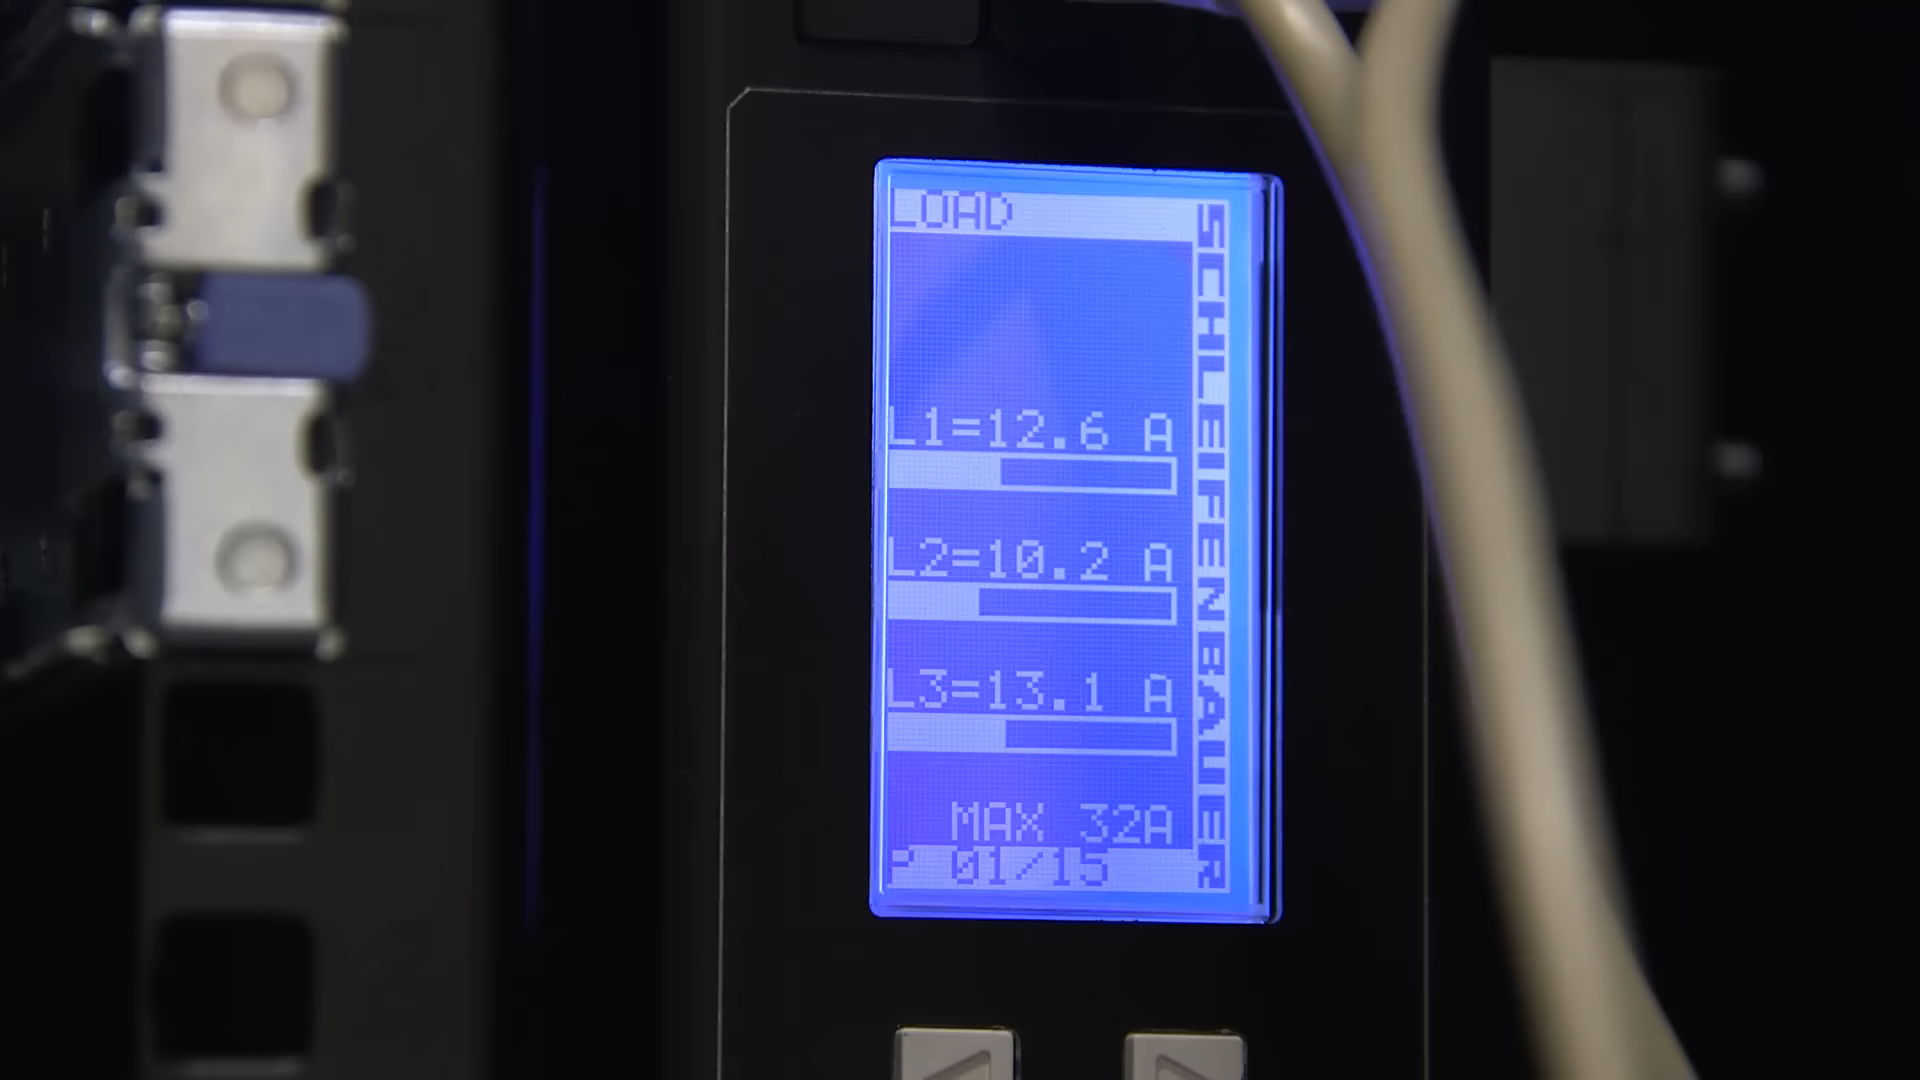 LOAD
L1=12.6 A
L2=10.2 A
L3=13.1 A
MAX 32A
P 01/15
SCHLEIFENBAUER